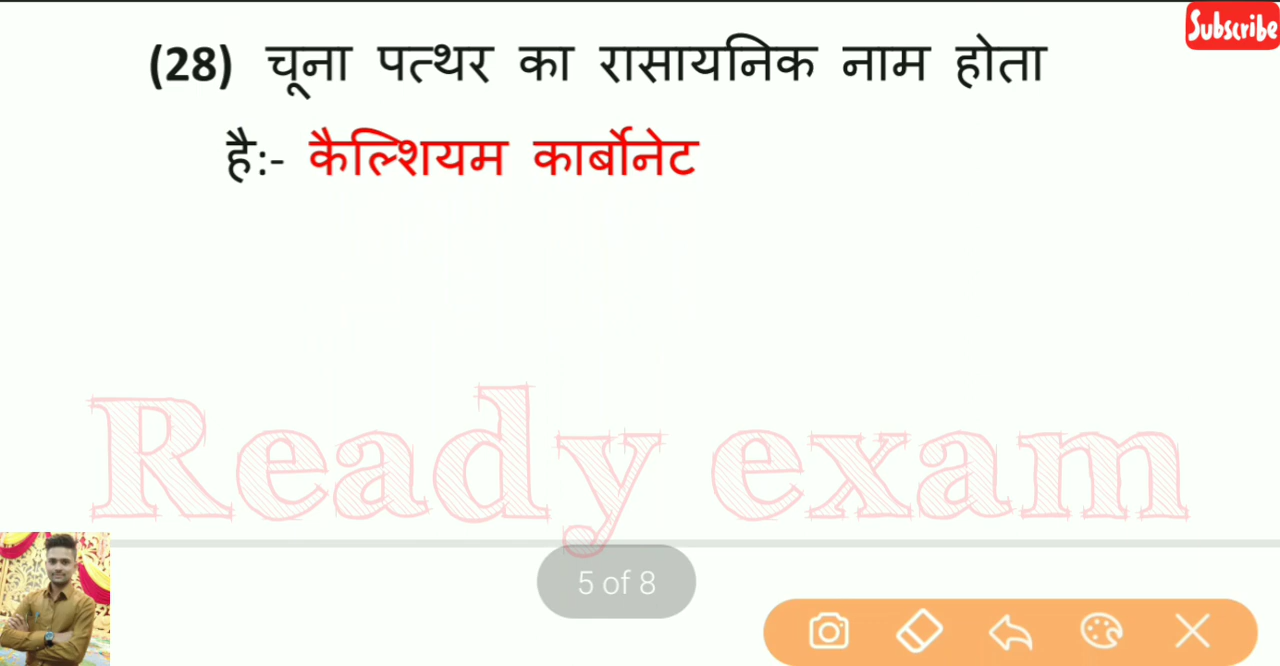 Subscribe
(28) चूना पत्थर का रासायनिक नाम होता
है:- कैल्शियम कार्बोनेट
Ready exam
5 of 8